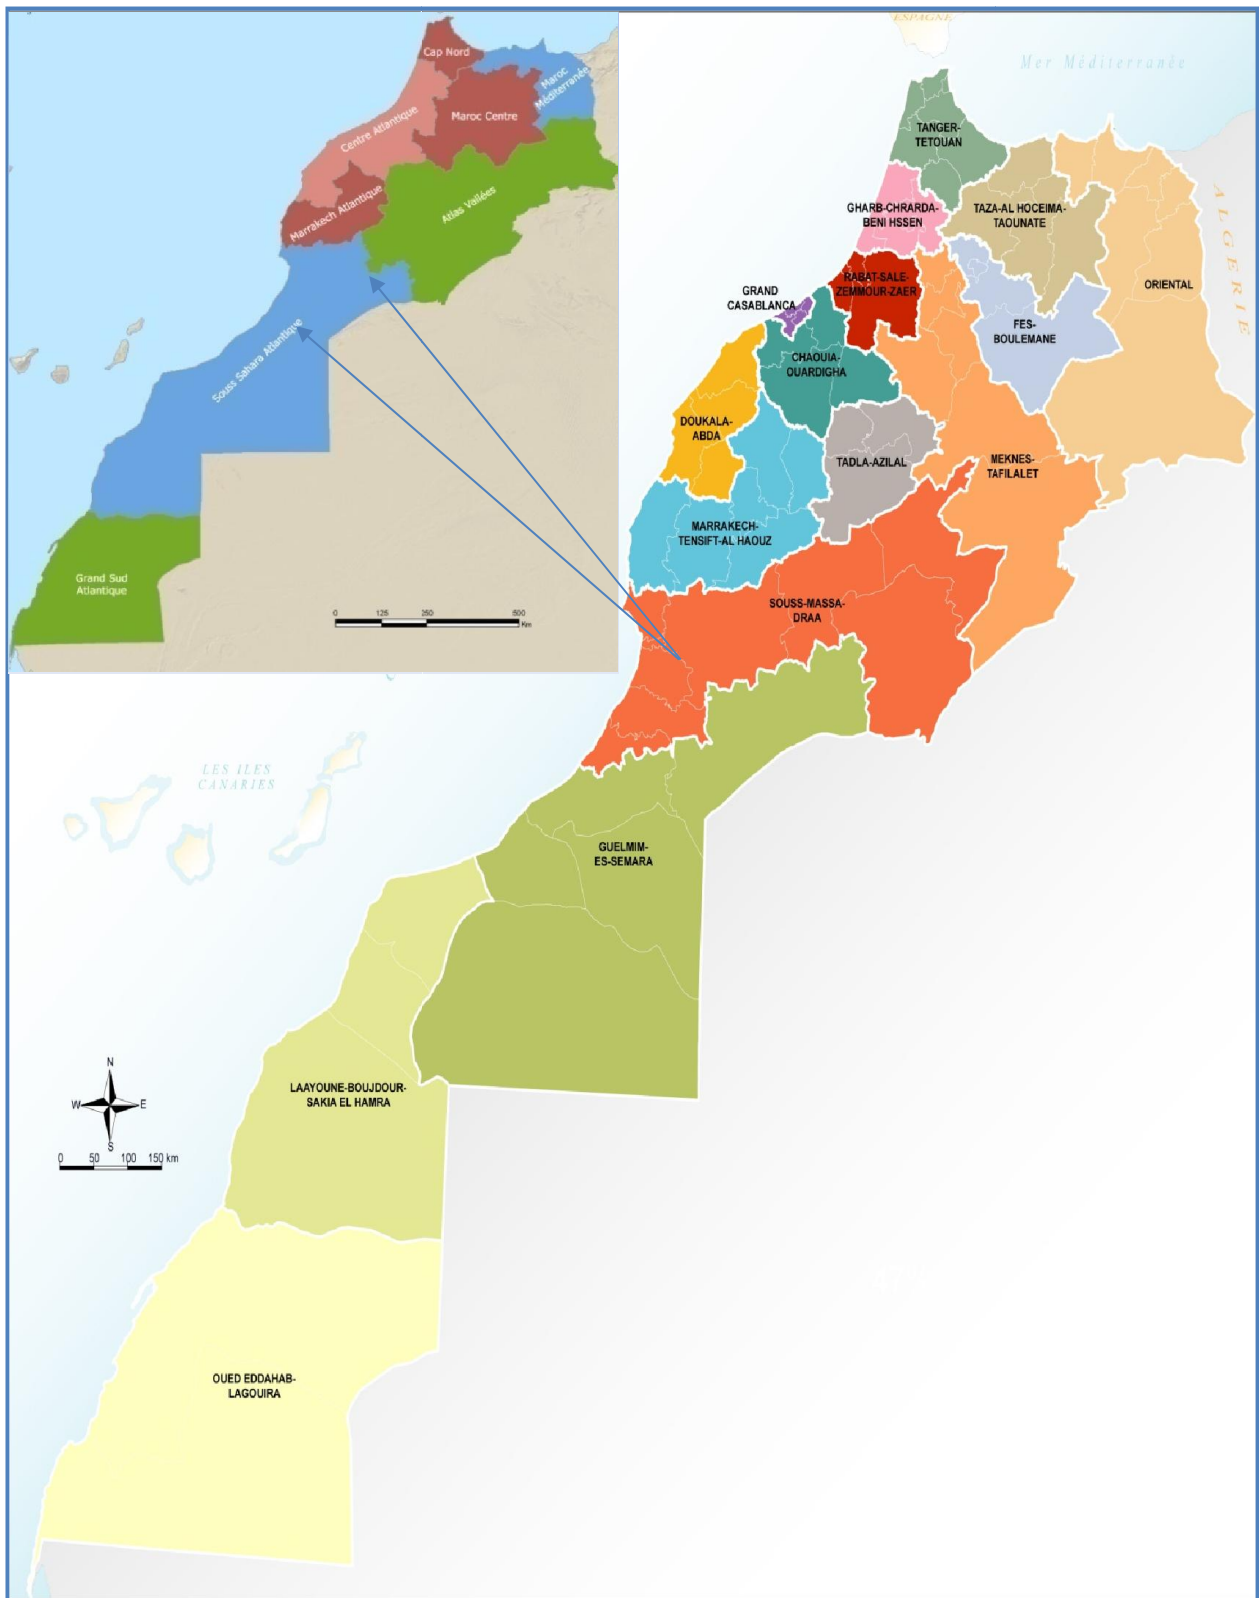 Cap Nord
Maroc
Méditerranée
Centre Atlantique
Maroc Centre
Marrakech Atlantique
Atlas Vallées
Souss Sahara Atlantique
Grand Sud
Atlantique
0 125 250 500
Km
ESPAGNE
Mer Méditerranée
ALGERIE
TANGER-
TETOUAN
GHARB-CHRARDA-
BENI HSSEN
TAZA-AL HOCEIMA-
TAOUNATE
ORIENTAL
RABAT-SALE-
ZEMMOUR-ZAER
GRAND
CASABLANCA
FES-
BOULEMANE
CHAOUIA-
OUARDIGHA
DOUKALA-
ABDA
TADLA-AZILAL
MEKNES-
TAFILALET
MARRAKECH-
TENSIFT-AL HAOUZ
SOUSS-MASSA-
DRAA
LES ILES
CANARIES
GUELMIM-
ES-SEMARA
LAAYOUNE-BOUJDOUR-
SAKIA EL HAMRA
N
W E
S
0 50 100 150 km
OUED EDDAHAB-
LAGOUIRA